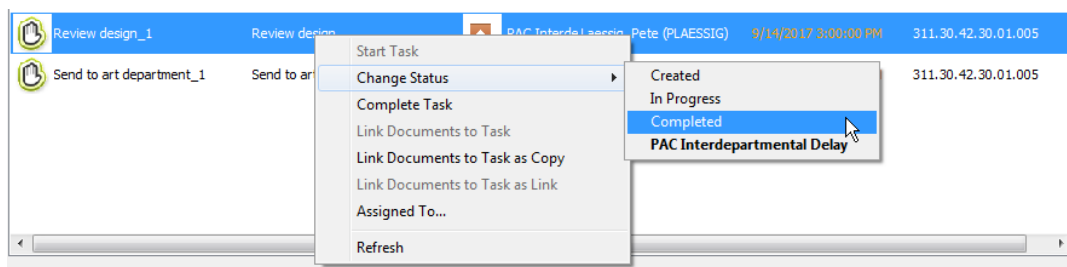 Review design_1 Review design PAC Interde Laessig, Pete (PLAESSIG) 9/14/2017 3:00:00 PM 311.30.42.30.01.005
Start Task
Send to art department_1 Send to art 311.30.42.30.01.005
Change Status
Created
Complete Task
In Progress
Link Documents to Task
Completed
Link Documents to Task as Copy
PAC Interdepartmental Delay
Link Documents to Task as Link
Assigned To...
Refresh